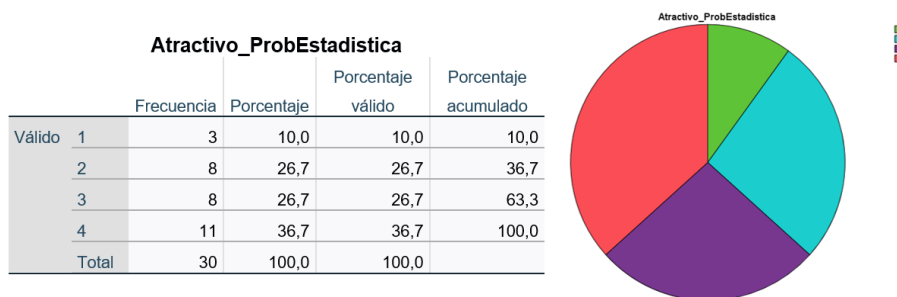 Atractivo_ProbEstadistica
Frecuencia Porcentaje Porcentaje válido Porcentaje acumulado
Válido 1 3 10,0 10,0 10,0
2 8 26,7 26,7 36,7
3 8 26,7 26,7 63,3
4 11 36,7 36,7 100,0
Total 30 100,0 100,0
Atractivo_ProbEstadistica